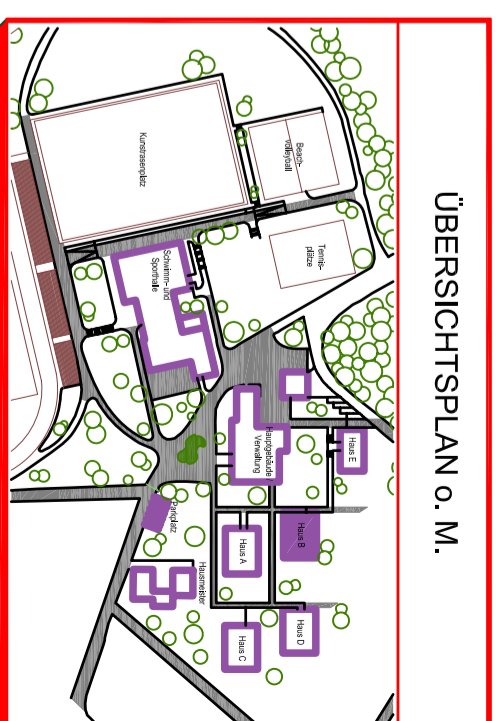 ÜBERSICHTSPLAN o. M.
Beach-
volleyball
Kunstrasenplatz
Tennis-
plätze
Schwimm- und
Sporthalle
Haus E
Hauptgebäude
Verwaltung
Haus B
Haus A
Parkplatz
Hausmeister
Haus D
Haus C